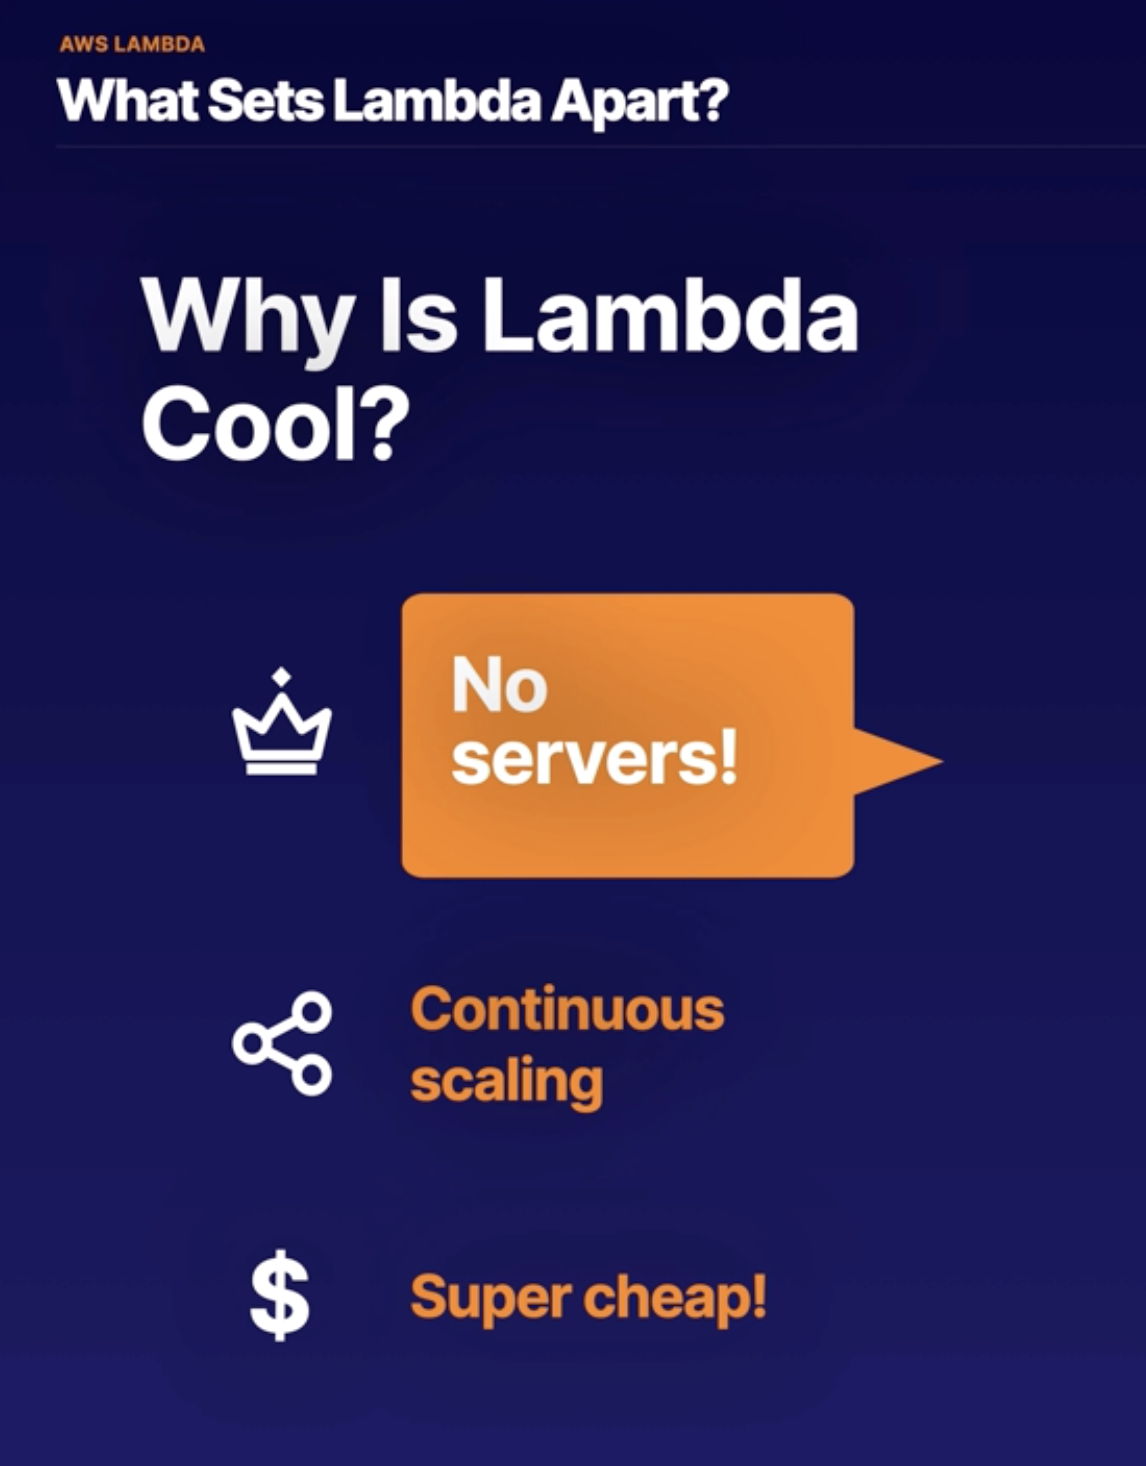 AWS LAMBDA
What Sets Lambda Apart?
Why Is Lambda
Cool?
No
servers!
Continuous
scaling
$
Super cheap!